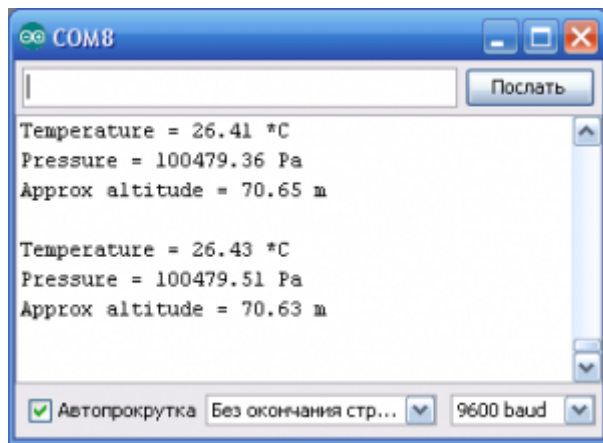 COM8
Послать
Temperature = 26.41 *C
Pressure = 100479.36 Pa
Approx altitude = 70.65 m
Temperature = 26.43 *C
Pressure = 100479.51 Pa
Approx altitude = 70.63 m
Автопрокрутка Без окончания стр... 9600 baud